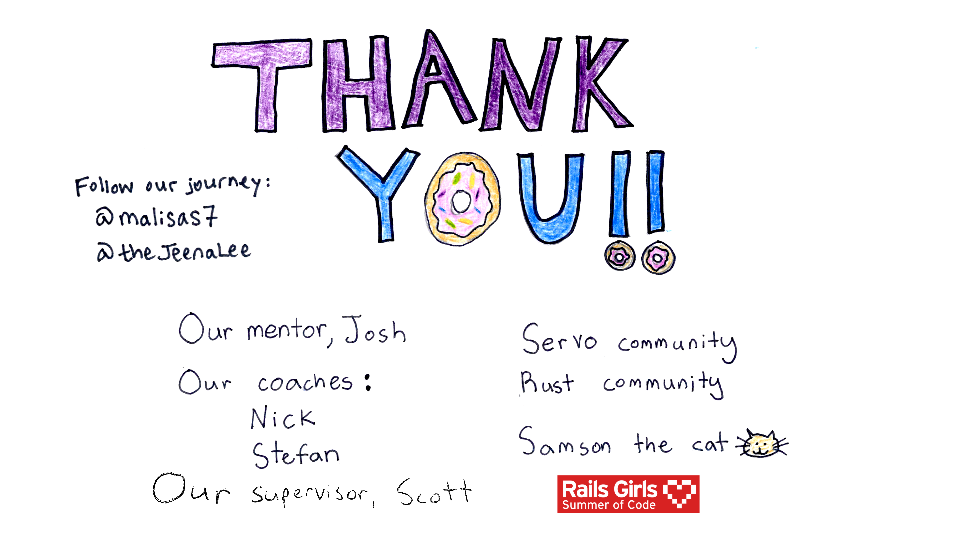 THANK
YOU!!
Follow our journey:
@malisas7
@theJeenaLee
Our mentor, Josh
Our coaches:
Nick
Stefan
Our supervisor, Scott
Servo community
Rust community
Samson the cat
Rails Girls
Summer of Code